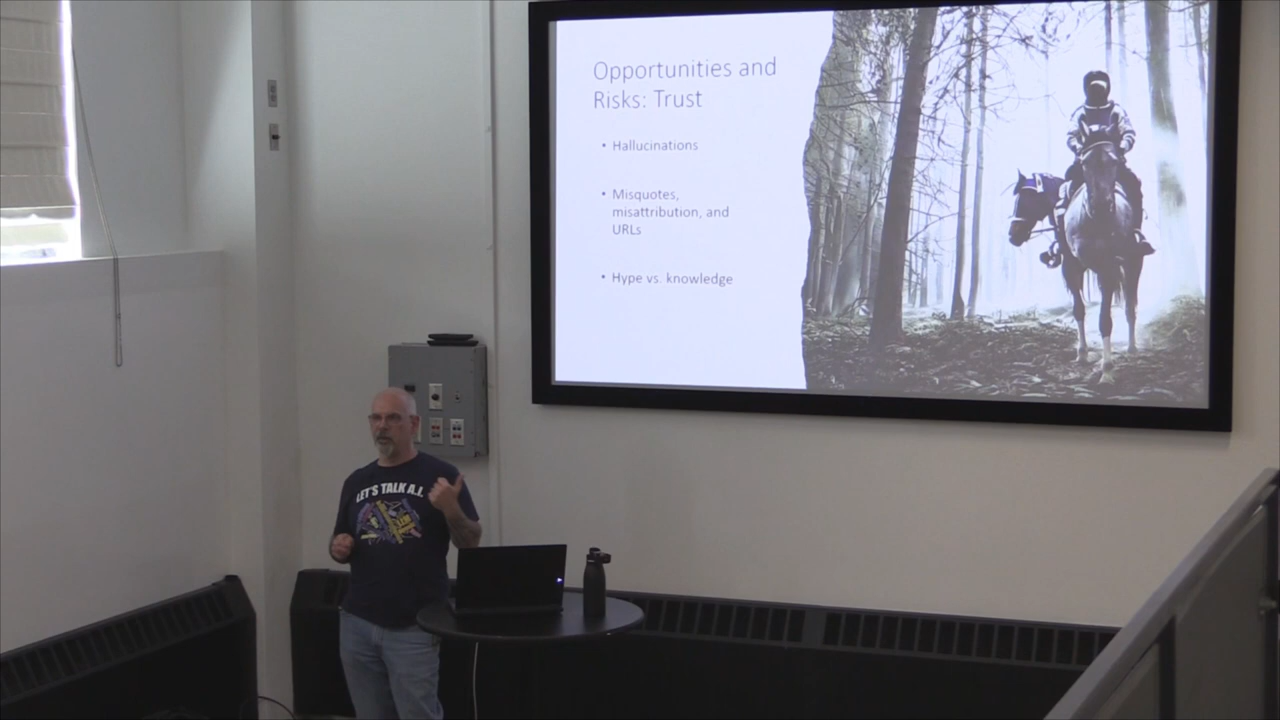 Opportunities and
Risks: Trust
• Hallucinations
• Misquotes,
misattribution, and
URLs
• Hype vs. knowledge
LET'S TALK A.I.